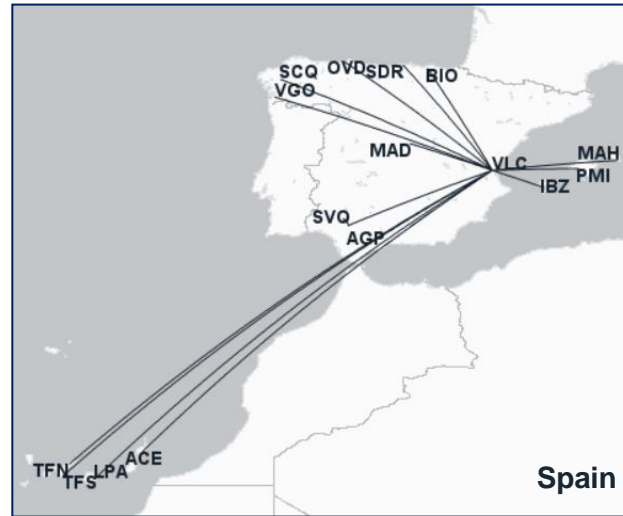 OVD
SDR
SCQ
BIO
VGO
MAD
VLC
MAH
PMI
IBZ
SVQ
AGP
ACE
TFN
LPA
TFS
Spain